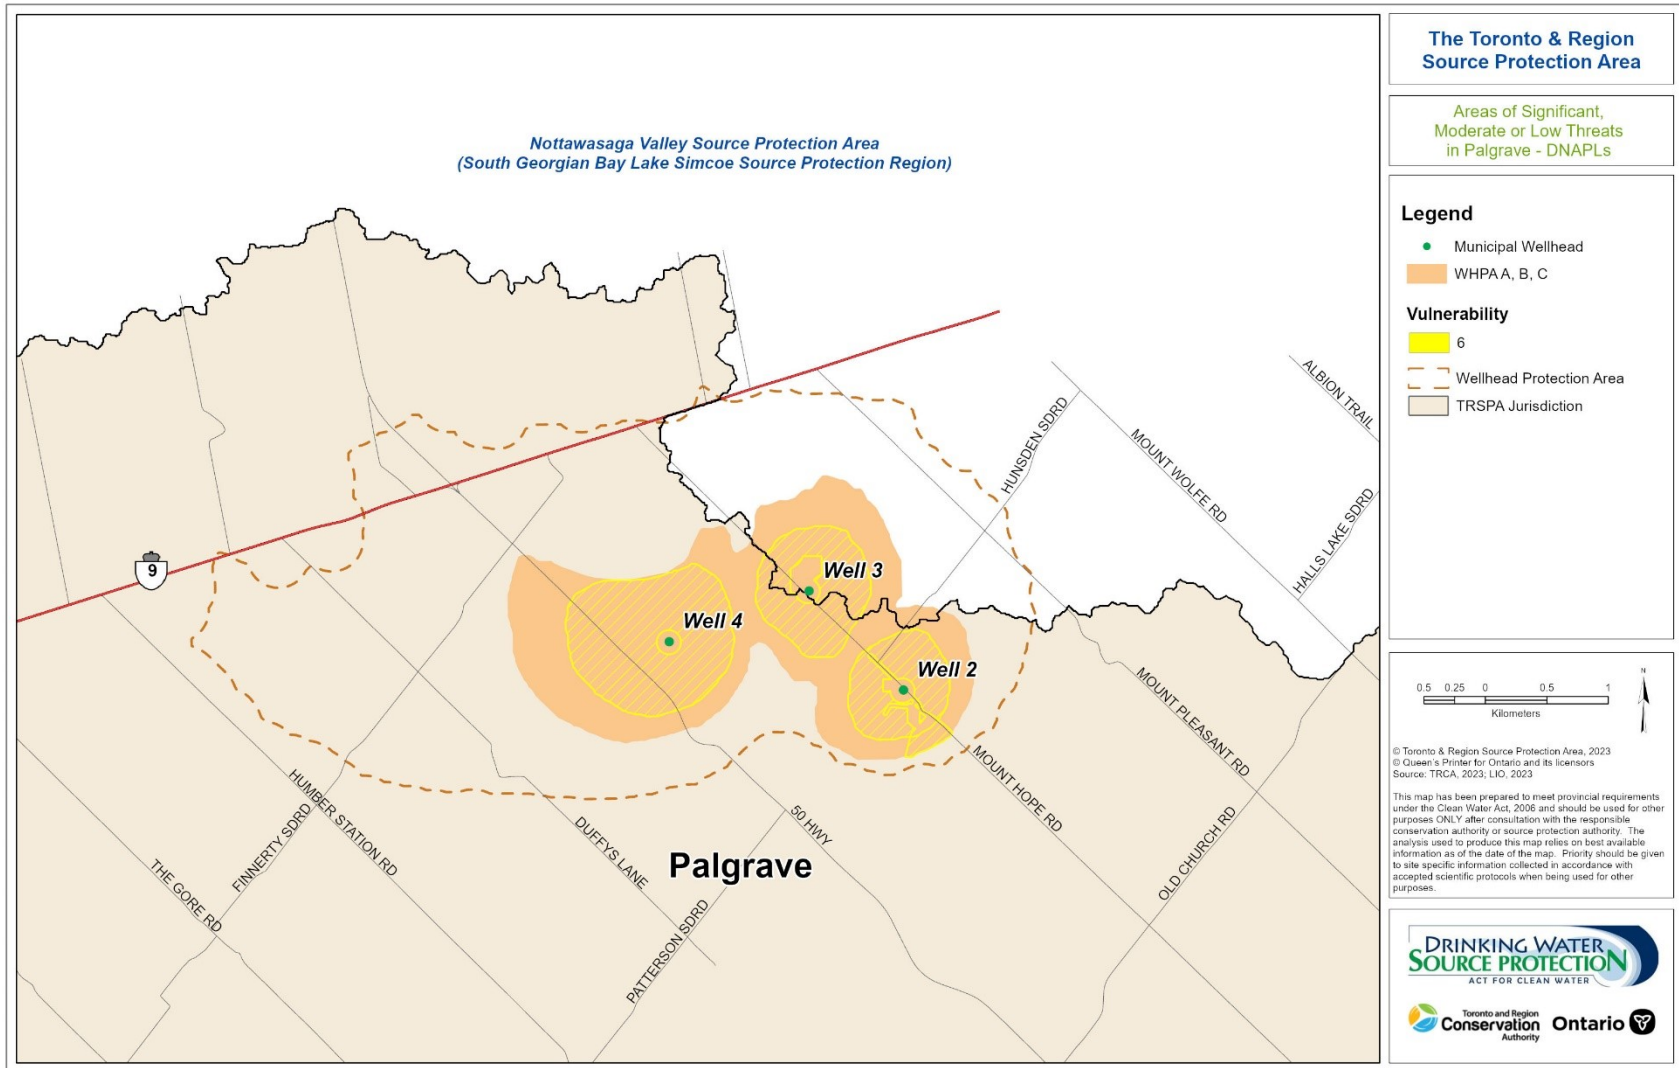 The Toronto & Region
Source Protection Area
Areas of Significant,
Moderate or Low Threats
in Palgrave - DNAPLs
Nottawasaga Valley Source Protection Area
(South Georgian Bay Lake Simcoe Source Protection Region)
Legend
Municipal Wellhead
WHPA A, B, C
Vulnerability
6
Wellhead Protection Area
TRSPA Jurisdiction
ALBION TRAIL
HUNSDEN SDRD
MOUNT WOLFE RD
HALLS LAKE SDRD
9
Well 3
Well 4
Well 2
MOUNT PLEASANT RD
MOUNT HOPE RD
HUMBER STATION RD
FINNERTY SDRD
THE GORE RD
DUFFYS LANE
50 HWY
Palgrave
PATTERSON SDRD
OLD CHURCH RD
0.5 0.25 0 0.5 1
Kilometers
N
© Toronto & Region Source Protection Area, 2023
© Queen's Printer for Ontario and its licensors
Source: TRCA, 2023; LIO, 2023
This map has been prepared to meet provincial requirements
under the Clean Water Act, 2006 and should be used for other
purposes ONLY after consultation with the responsible
conservation authority or source protection authority. The
analysis used to produce this map relies on best available
information as of the date of the map. Priority should be given
to site specific information collected in accordance with
accepted scientific protocols when being used for other
purposes.
DRINKING WATER
SOURCE PROTECTION
ACT FOR CLEAN WATER
Toronto and Region
Conservation
Authority
Ontario